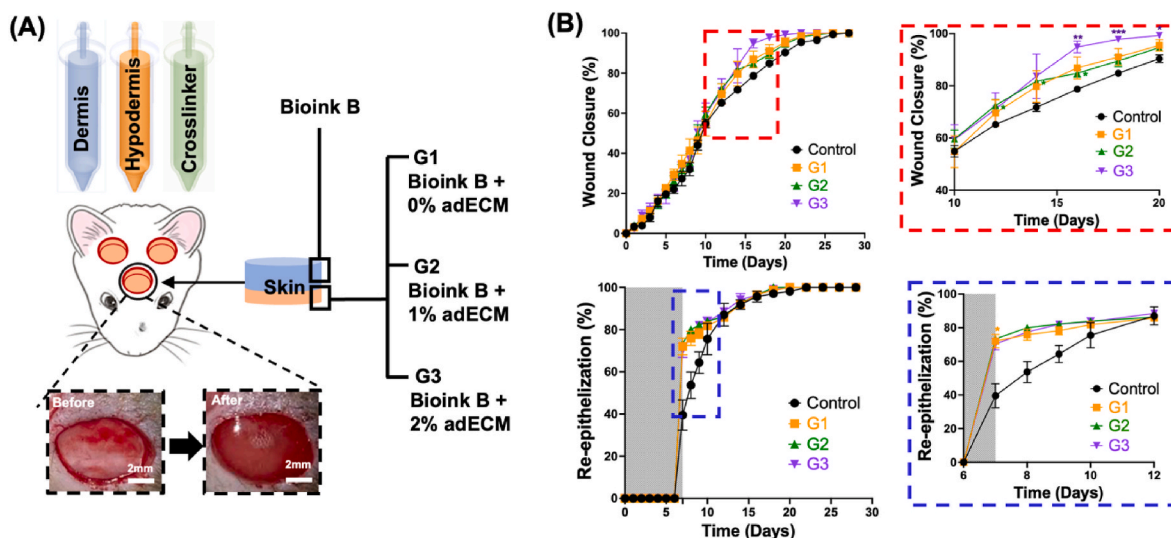 (A)
Dermis
Hypodermis
Crosslinker
Bioink B
G1
Bioink B +
0% adECM
G2
Bioink B +
1% adECM
G3
Bioink B +
2% adECM
Skin
Before
2mm
After
2mm
(B)
Wound Closure (%)
100
80
60
40
20
0
0 5 10 15 20 25 30
Time (Days)
Control
G1
G2
G3
Wound Closure (%)
100
80
60
40
10 15 20
Time (Days)
** *** *
* * *
Control
G1
G2
G3
Re-epithelization (%)
100
80
60
40
20
0
0 5 10 15 20 25 30
Time (Days)
Control
G1
G2
G3
Re-epithelization (%)
100
80
60
40
20
0
6 8 10 12
Time (Days)
*
Control
G1
G2
G3